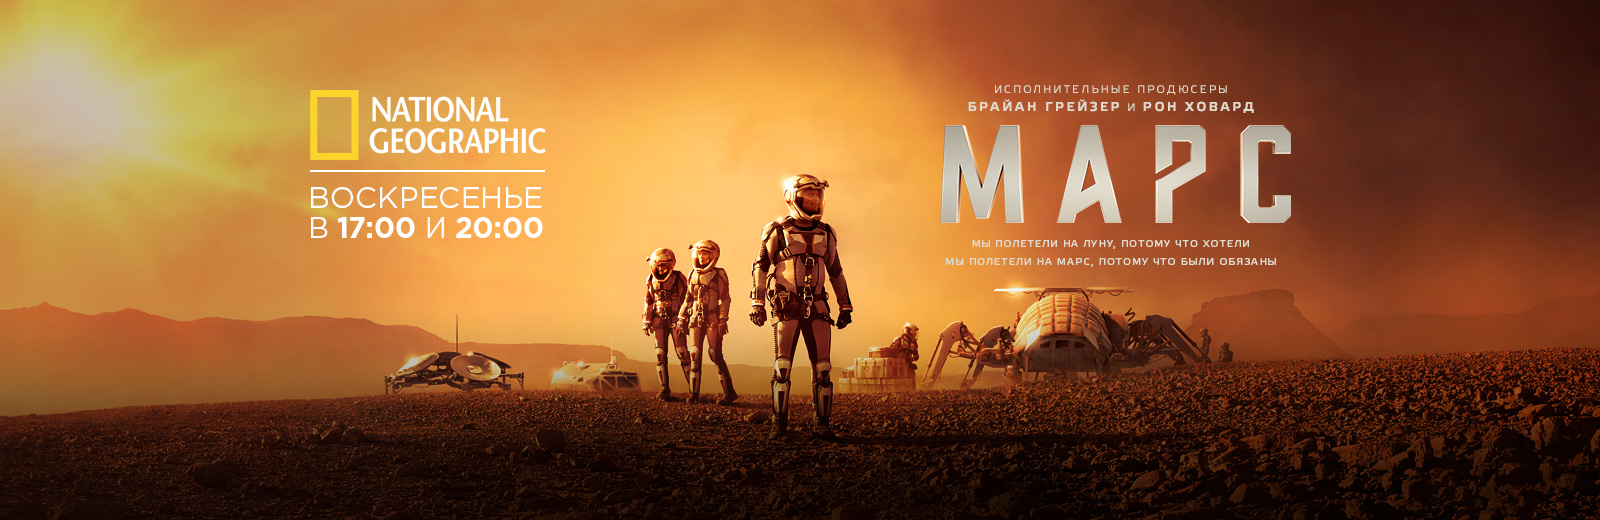 NATIONAL
GEOGRAPHIC
ВОСКРЕСЕНЬЕ
В 17:00 И 20:00
ИСПОЛНИТЕЛЬНЫЕ ПРОДЮСЕРЫ
БРАЙАН ГРЕЙЗЕР И РОН ХОВАРД
МАРС
МЫ ПОЛЕТЕЛИ НА ЛУНУ, ПОТОМУ ЧТО ХОТЕЛИ
МЫ ПОЛЕТЕЛИ НА МАРС, ПОТОМУ ЧТО БЫЛИ ОБЯЗАНЫ